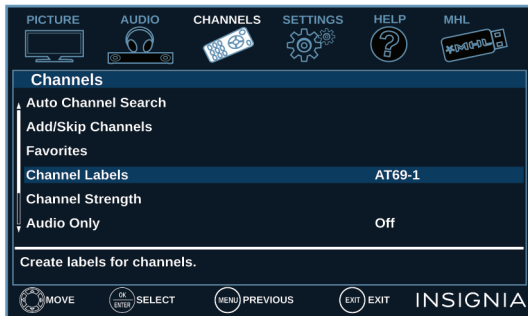 PICTURE AUDIO CHANNELS SETTINGS HELP MHL
MHL
Channels
Auto Channel Search
Add/Skip Channels
Favorites
Channel Labels AT69-1
Channel Strength
Audio Only Off
Create labels for channels.
MOVE OK ENTER SELECT MENU PREVIOUS EXIT EXIT INSIGNIA